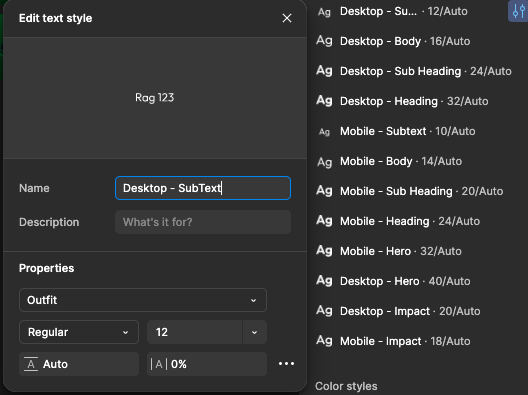 Edit text style
Rag 123
Name
Desktop - SubText
Description
What's it for?
Properties
Outfit
Regular
12
A Auto
|A| 0%
Ag Desktop - Su... · 12/Auto
Ag Desktop - Body · 16/Auto
Ag Desktop - Sub Heading · 24/Auto
Ag Desktop - Heading · 32/Auto
Ag Mobile - Subtext · 10/Auto
Ag Mobile - Body · 14/Auto
Ag Mobile - Sub Heading · 20/Auto
Ag Mobile - Heading · 24/Auto
Ag Mobile - Hero · 32/Auto
Ag Desktop - Hero · 40/Auto
Ag Desktop - Impact · 20/Auto
Ag Mobile - Impact · 18/Auto
Color styles